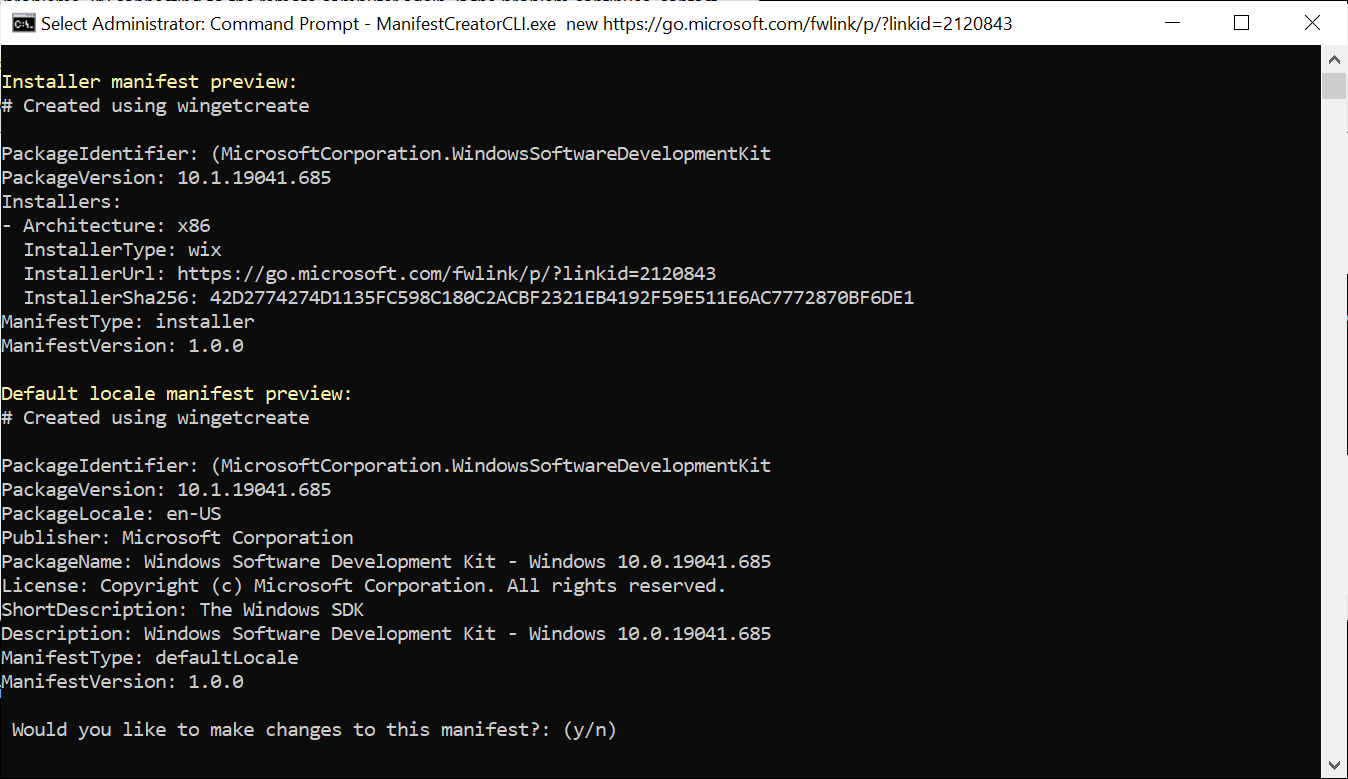 Select Administrator: Command Prompt - ManifestCreatorCLI.exe  new https://go.microsoft.com/fwlink/p/?linkid=2120843
Installer manifest preview:
# Created using wingetcreate
PackageIdentifier: (MicrosoftCorporation.WindowsSoftwareDevelopmentKit
PackageVersion: 10.1.19041.685
Installers:
- Architecture: x86
  InstallerType: wix
  InstallerUrl: https://go.microsoft.com/fwlink/p/?linkid=2120843
  InstallerSha256: 42D2774274D1135FC598C180C2ACBF2321EB4192F59E511E6AC7772870BF6DE1
ManifestType: installer
ManifestVersion: 1.0.0
Default locale manifest preview:
# Created using wingetcreate
PackageIdentifier: (MicrosoftCorporation.WindowsSoftwareDevelopmentKit
PackageVersion: 10.1.19041.685
PackageLocale: en-US
Publisher: Microsoft Corporation
PackageName: Windows Software Development Kit - Windows 10.0.19041.685
License: Copyright (c) Microsoft Corporation. All rights reserved.
ShortDescription: The Windows SDK
Description: Windows Software Development Kit - Windows 10.0.19041.685
ManifestType: defaultLocale
ManifestVersion: 1.0.0
Would you like to make changes to this manifest?: (y/n)